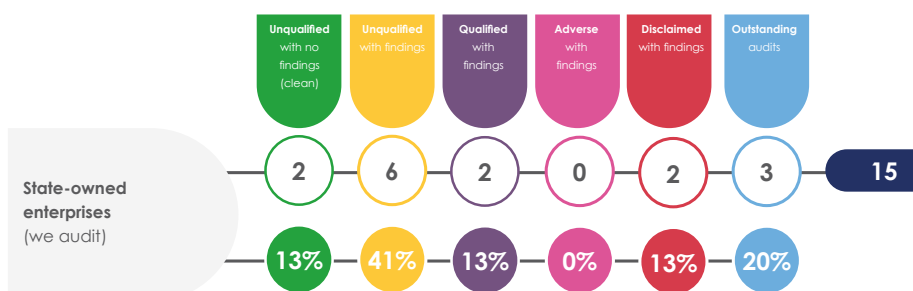 Unqualified
with no
findings
(clean)
Unqualified
with findings
Qualified
with
findings
Adverse
with
findings
Disclaimed
with findings
Outstanding
audits
State-owned
enterprises
(we audit)
2
6
2
0
2
3
15
13%
41%
13%
0%
13%
20%